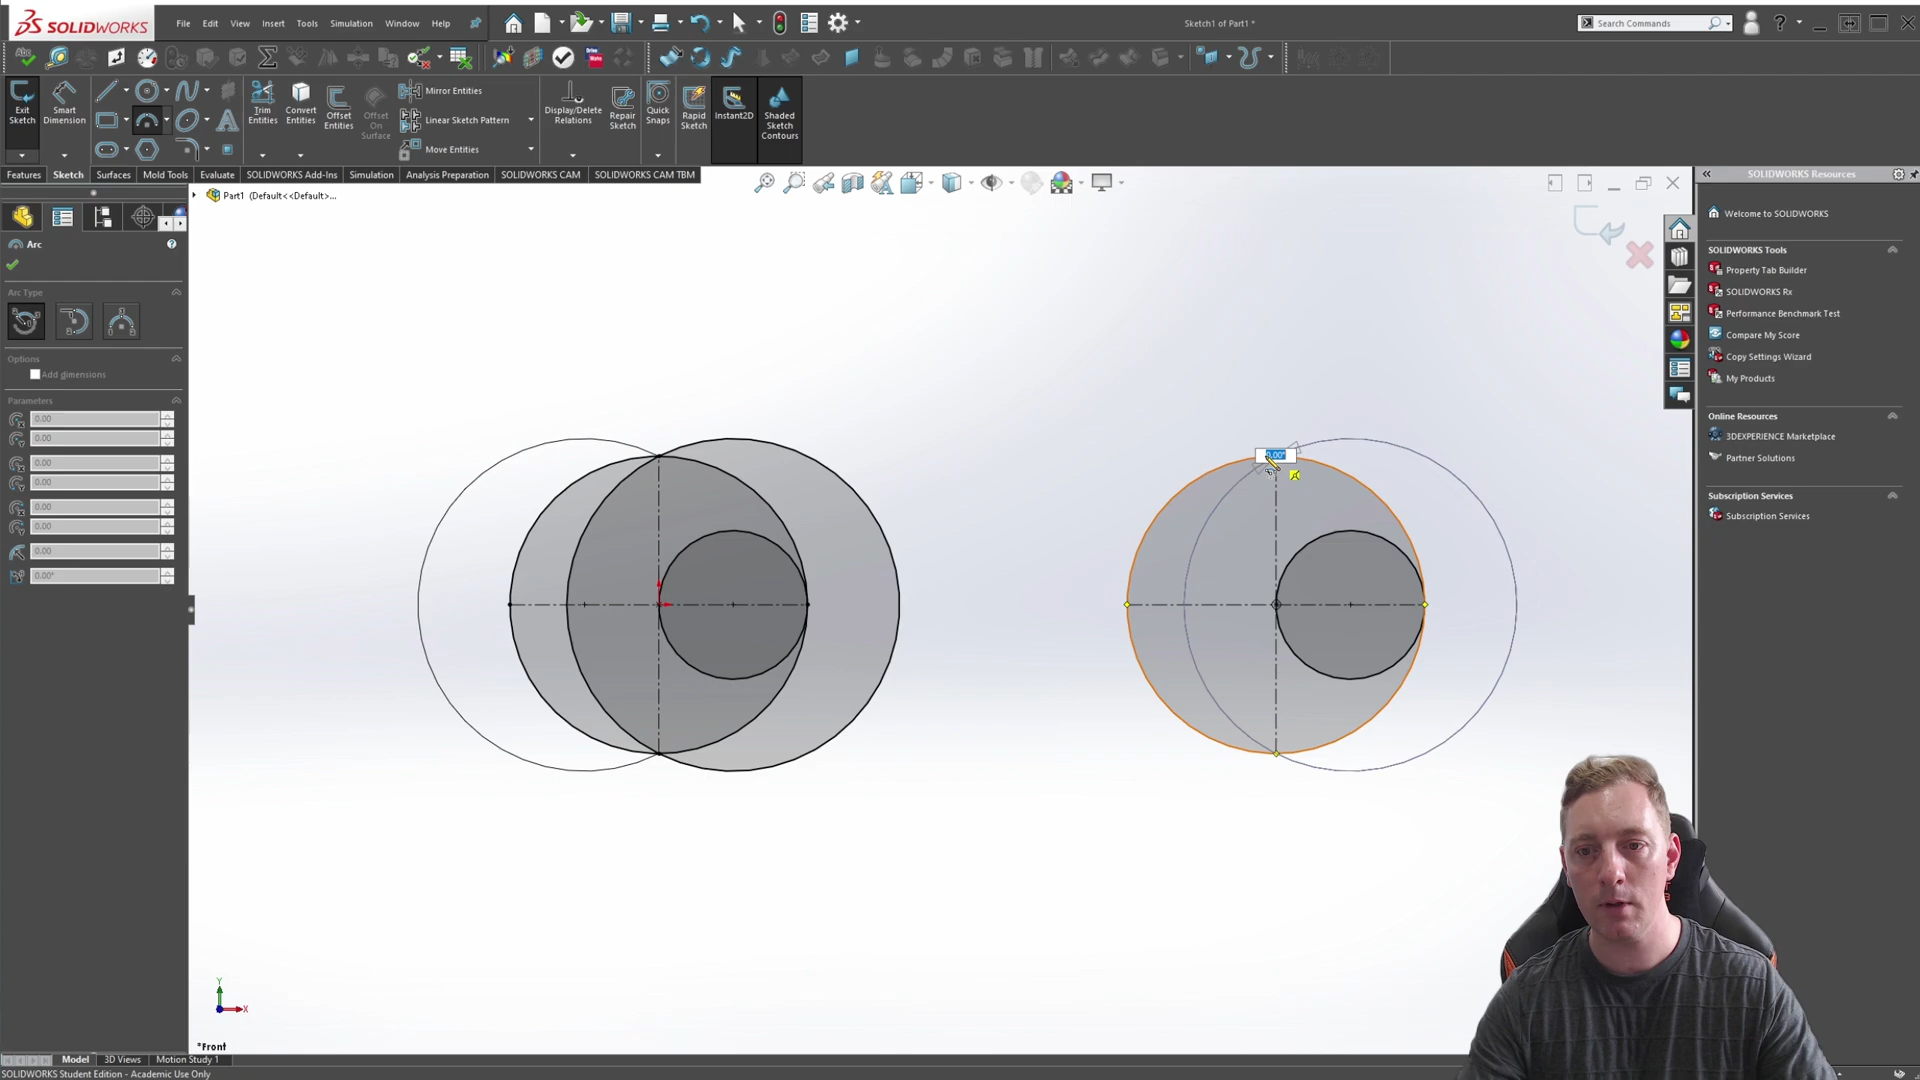 SOLIDWORKS
File Edit View Insert Tools Simulation Window Help
Sketch1 of Part1 *
Search Commands
Exit Sketch
Smart Dimension
Trim Entities
Convert Entities
Offset Entities
Offset On Surface
Mirror Entities
Linear Sketch Pattern
Move Entities
Display/Delete Relations
Repair Sketch
Quick Snaps
Rapid Sketch
Instant2D
Shaded Sketch Contours
Features Sketch Surfaces Mold Tools Evaluate SOLIDWORKS Add-Ins Simulation Analysis Preparation SOLIDWORKS CAM SOLIDWORKS CAM TBM
Part1 (Default<<Default>...
Arc
Arc Type
Options
Add dimensions
Parameters
0.00
0.00
0.00
0.00
0.00
0.00
0.00
0.00°
0.00°
SOLIDWORKS Resources
Welcome to SOLIDWORKS
SOLIDWORKS Tools
Property Tab Builder
SOLIDWORKS Rx
Performance Benchmark Test
Compare My Score
Copy Settings Wizard
My Products
Online Resources
3DEXPERIENCE Marketplace
Partner Solutions
Subscription Services
Subscription Services
Y
X
*Front
Model 3D Views Motion Study 1
SOLIDWORKS Student Edition - Academic Use Only